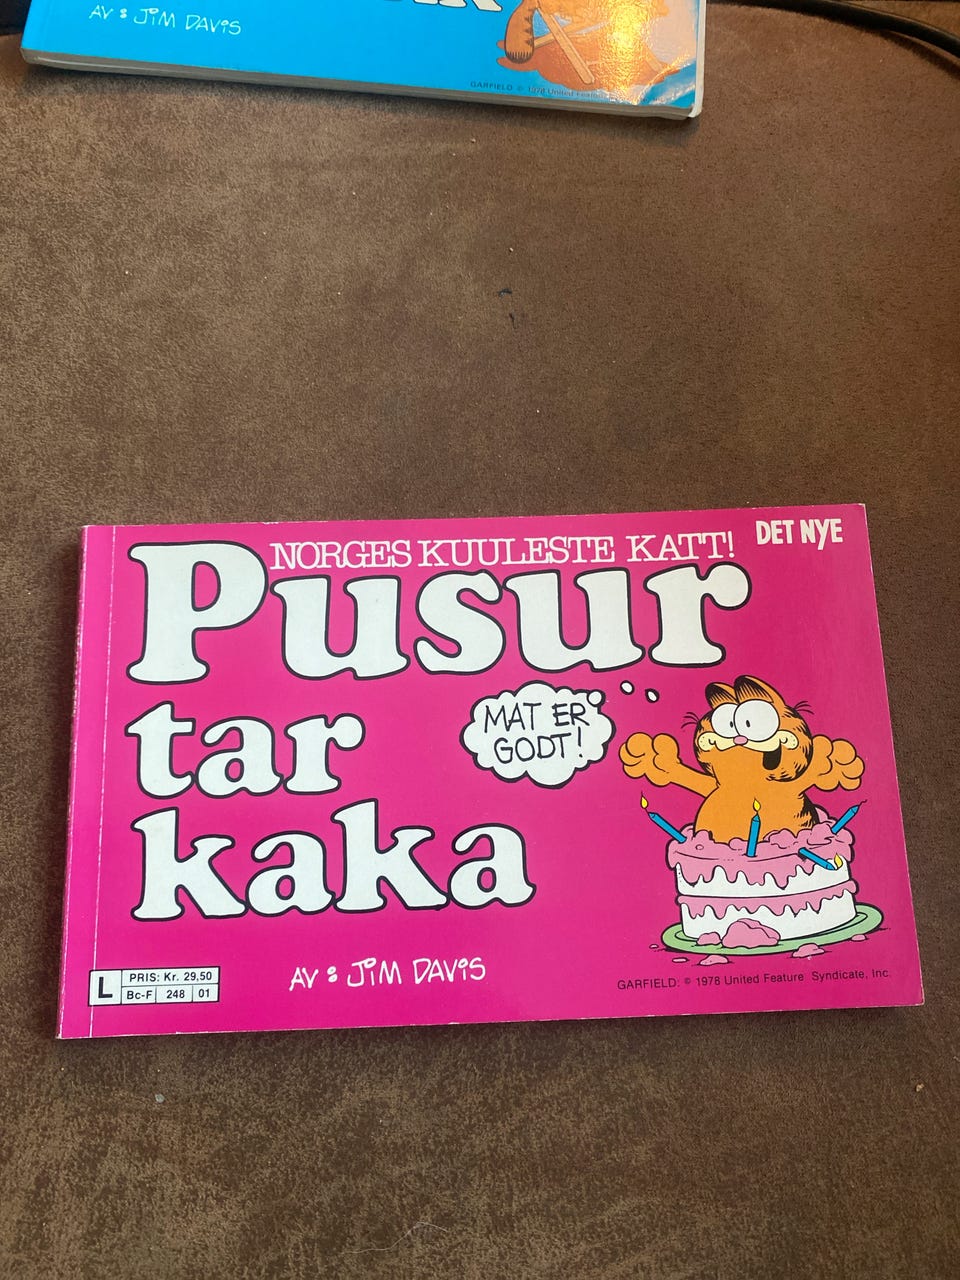 AV : JIM DAVIS
GARFIELD © 1978 United Feature
NORGES KUULESTE KATT!
DET NYE
Pusur
tar
kaka
MAT ER
GODT!
AV : JIM DAVIS
L
PRIS: Kr. 29,50
Bc-F 248 01
GARFIELD: © 1978 United Feature Syndicate, Inc.